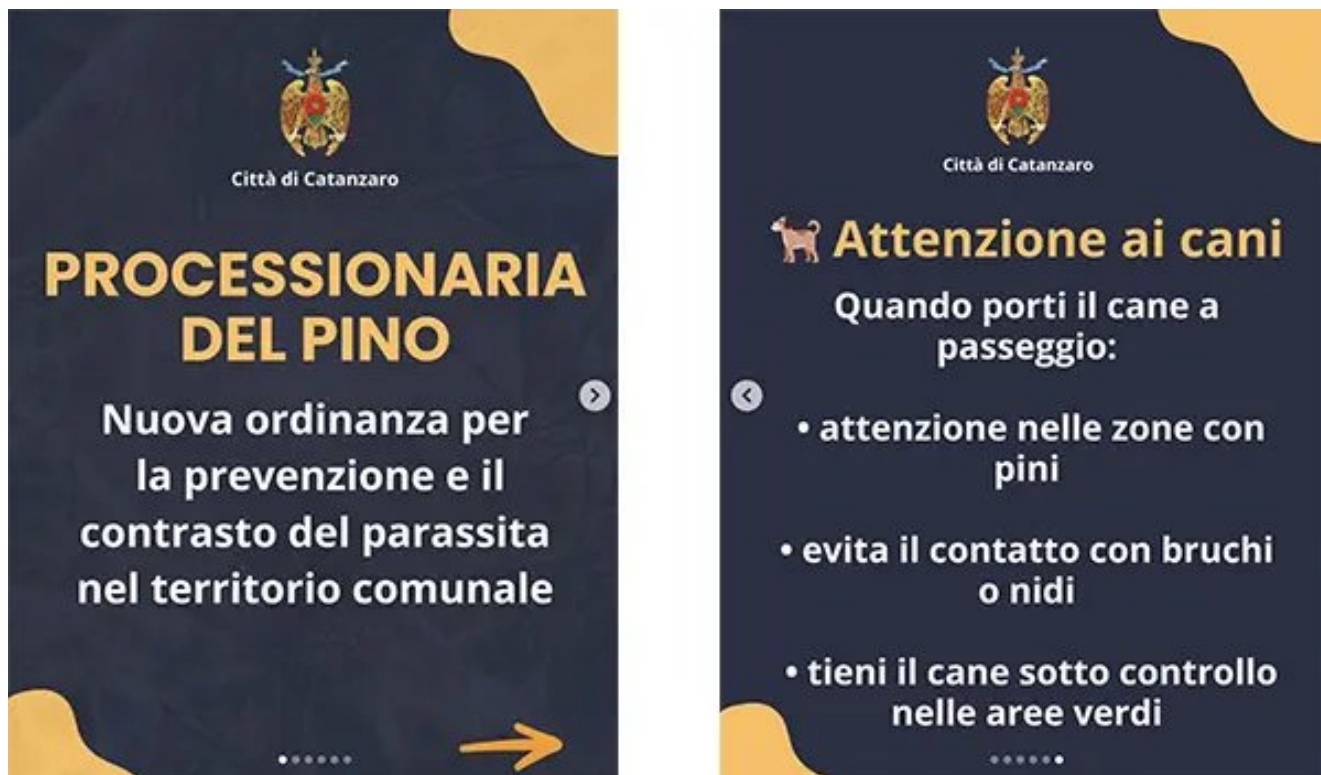 Città di Catanzaro
PROCESSIONARIA
DEL PINO
Nuova ordinanza per
la prevenzione e il
contrasto del parassita
nel territorio comunale
Città di Catanzaro
Attenzione ai cani
Quando porti il cane a
passeggio:
• attenzione nelle zone con
pini
• evita il contatto con bruchi
o nidi
• tieni il cane sotto controllo
nelle aree verdi